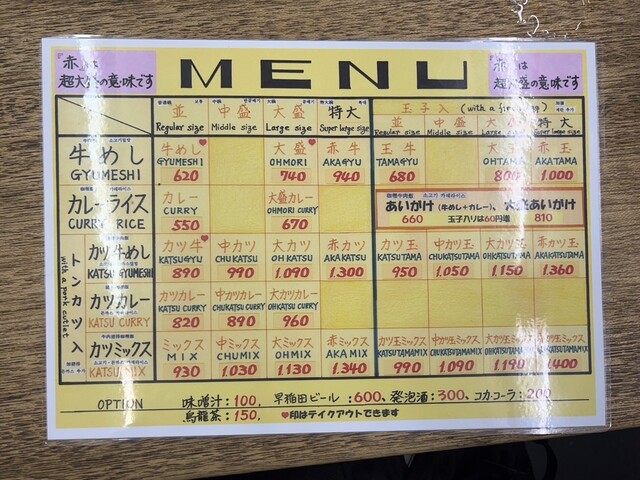 『赤』は
超大盛の意味です
MENU
『赤』は
超大盛の意味です
並
Regular size
中盛
Middle size
大盛
Large size
特大
Super large size
玉子入
並
Regular size
中盛
Middle size
大盛
特大
Super large size
牛めし
GYUMESHI
牛めし♥
GYUMESHI
680
大盛♥
OHMORI
740
赤牛
AKAGYU
940
玉牛
TAMAGYU
680
大玉
OHTAMA
800
赤玉
AKATAMA
1.000
カレーライス
CURRY RICE
カレー
CURRY
550
大盛カレー
OHMORI CURRY
670
あいがけ(牛めし+カレー)、大盛あいがけ
660 玉子入りは60円増 810
トンカツ入
with a pork cutlet
カツ牛めし
KATSU GYUMESHI
カツ牛♥
KATSUGYU
890
中カツ
CHUKATSU
990
大カツ
OHKATSU
1.090
赤カツ
AKAKATSU
1.300
カツ玉
KATSUTAMA
950
中カツ玉
CHUKATSUTAMA
1.050
大カツ玉
OHKATSUTAMA
1.150
赤カツ玉
AKAKATSUTAMA
1.360
カツカレー
KATSU CURRY
カツカレー
KATSU CURRY
820
中カツカレー
CHUKATSU CURRY
890
大カツカレー
OHKATSU CURRY
960
カツミックス
KATSU MIX
ミックス
MIX
930
中ミックス
CHUMIX
1.030
大ミックス
OHMIX
1.130
赤ミックス
AKAMIX
1.340
カツ玉ミックス
KATSUTAMAMIX
990
中カツ玉ミックス
CHUKATSUTAMAMIX
1.090
大カツ玉ミックス
OHKATSUTAMAMIX
1.190
赤カツ玉ミックス
1.400
OPTION 味噌汁:100. 早稲田ビール:600、発泡酒:300、コカ・コーラ:200
烏龍茶:150. ♥印はテイクアウトできます